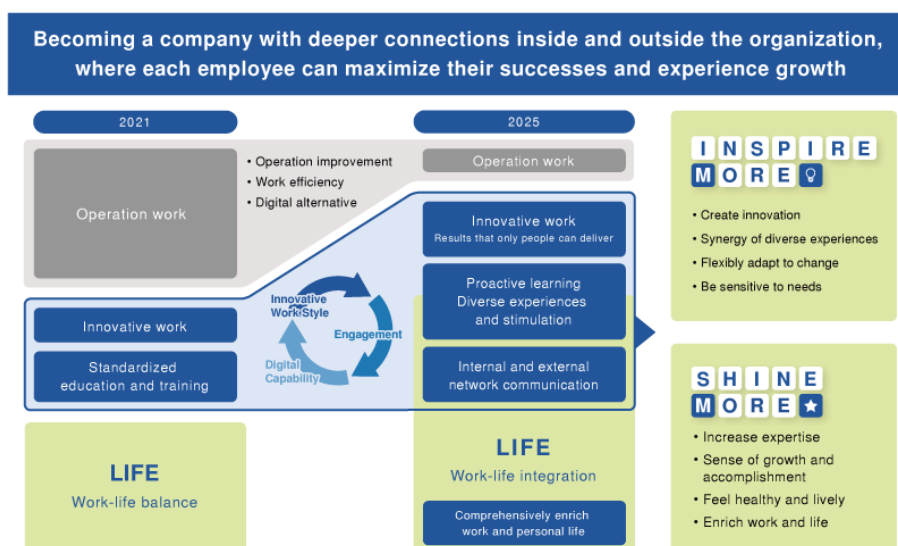 Becoming a company with deeper connections inside and outside the organization,
where each employee can maximize their successes and experience growth
2021
2025
Operation work
• Operation improvement
• Work efficiency
• Digital alternative
Operation work
Innovative work
Results that only people can deliver
Proactive learning
Diverse experiences
and stimulation
Internal and external
network communication
Innovative work
Standardized
education and training
Innovative
Work Style
Engagement
Digital
Capability
LIFE
Work-life balance
LIFE
Work-life integration
Comprehensively enrich
work and personal life
INSPIRE
MORE
• Create innovation
• Synergy of diverse experiences
• Flexibly adapt to change
• Be sensitive to needs
SHINE
MORE
• Increase expertise
• Sense of growth and
accomplishment
• Feel healthy and lively
• Enrich work and life